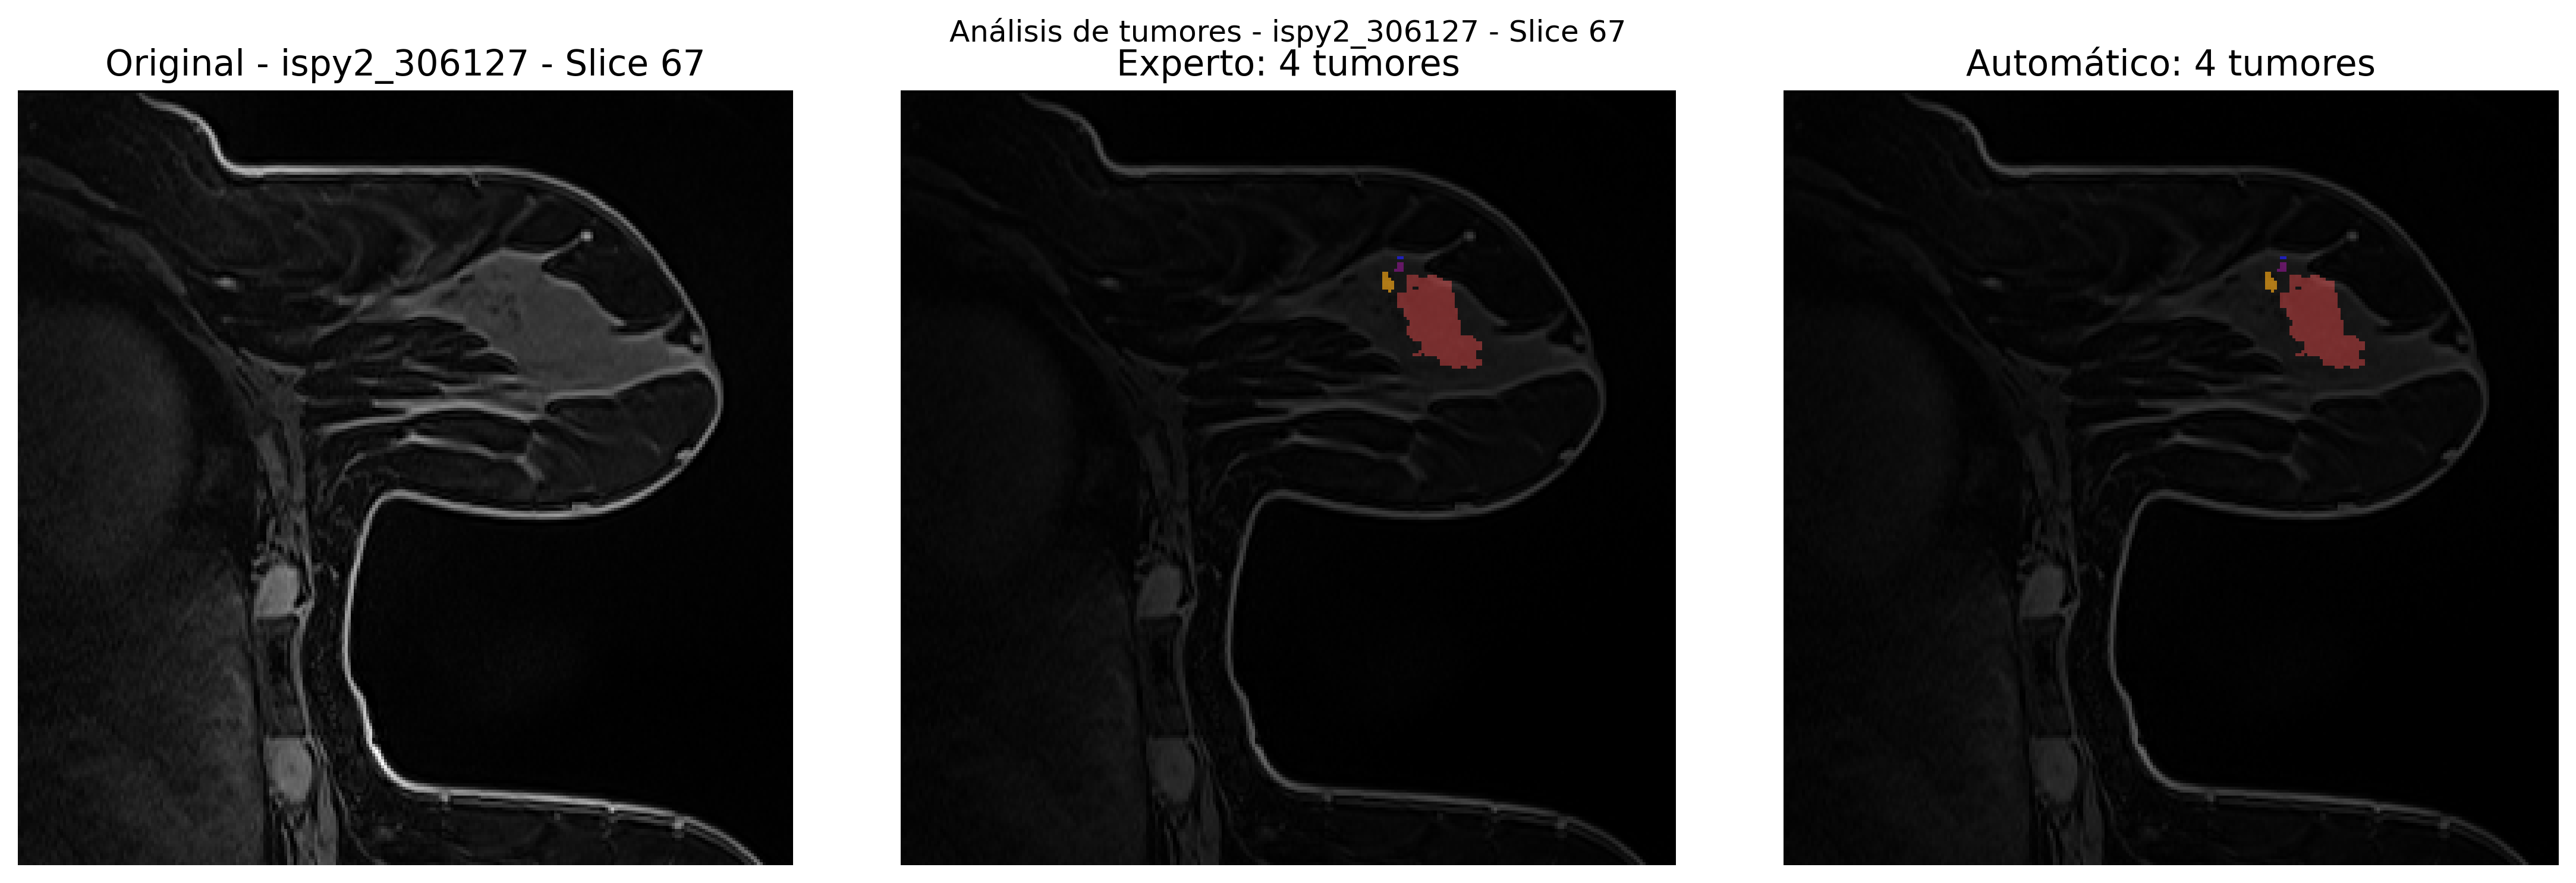 Análisis de tumores - ispy2_306127 - Slice 67
Original - ispy2_306127 - Slice 67
Experto: 4 tumores
Automático: 4 tumores